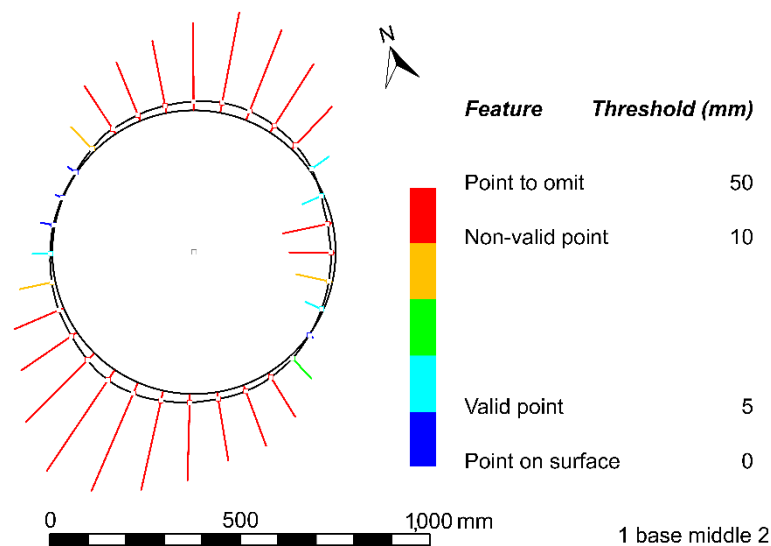 N
Feature Threshold (mm)
Point to omit 50
Non-valid point 10
Valid point 5
Point on surface 0
0 500 1,000 mm
1 base middle 2